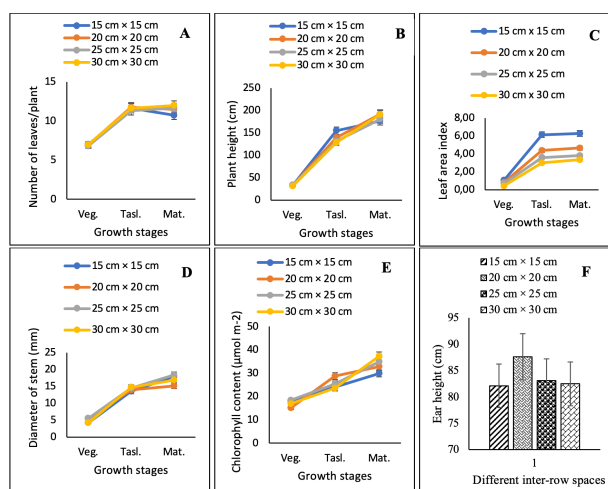 A
15 cm × 15 cm
20 cm × 20 cm
25 cm × 25 cm
30 cm × 30 cm
Number of leaves/plant
15
10
5
0
Veg. Tasl. Mat.
Growth stages
B
15 cm × 15 cm
20 cm × 20 cm
25 cm × 25 cm
30 cm × 30 cm
Plant height (cm)
250
200
150
100
50
0
Veg. Tasl. Mat.
Growth stages
C
15 cm x 15 cm
20 cm x 20 cm
25 cm x 25 cm
30 cm x 30 cm
Leaf area index
8,00
6,00
4,00
2,00
0,00
Veg. Tasl. Mat.
Growth stages
D
15 cm × 15 cm
20 cm × 20 cm
25 cm × 25 cm
30 cm × 30 cm
Diameter of stem (mm)
25
20
15
10
5
0
Veg. Tasl. Mat.
Growth stages
E
15 cm × 15 cm
20 cm × 20 cm
25 cm × 25 cm
30 cm × 30 cm
Chlorophyll content (µmol m-2)
50
40
30
20
10
0
Veg. Tasl. Mat.
Growth stages
F
15 cm × 15 cm
20 cm × 20 cm
25 cm × 25 cm
30 cm × 30 cm
Ear height (cm)
95
90
85
80
75
70
1
Different inter-row spaces